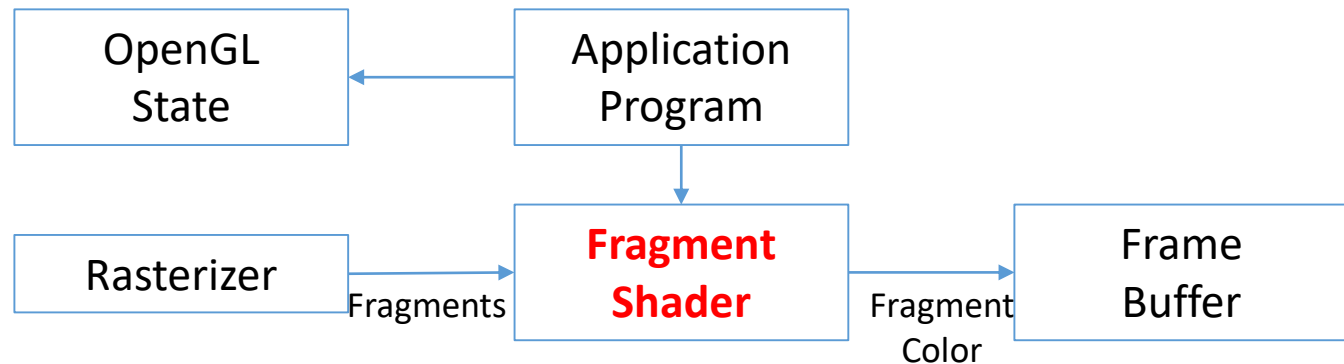 OpenGL
State
Application
Program
Rasterizer
Fragments
Fragment
Shader
Fragment
Color
Frame
Buffer